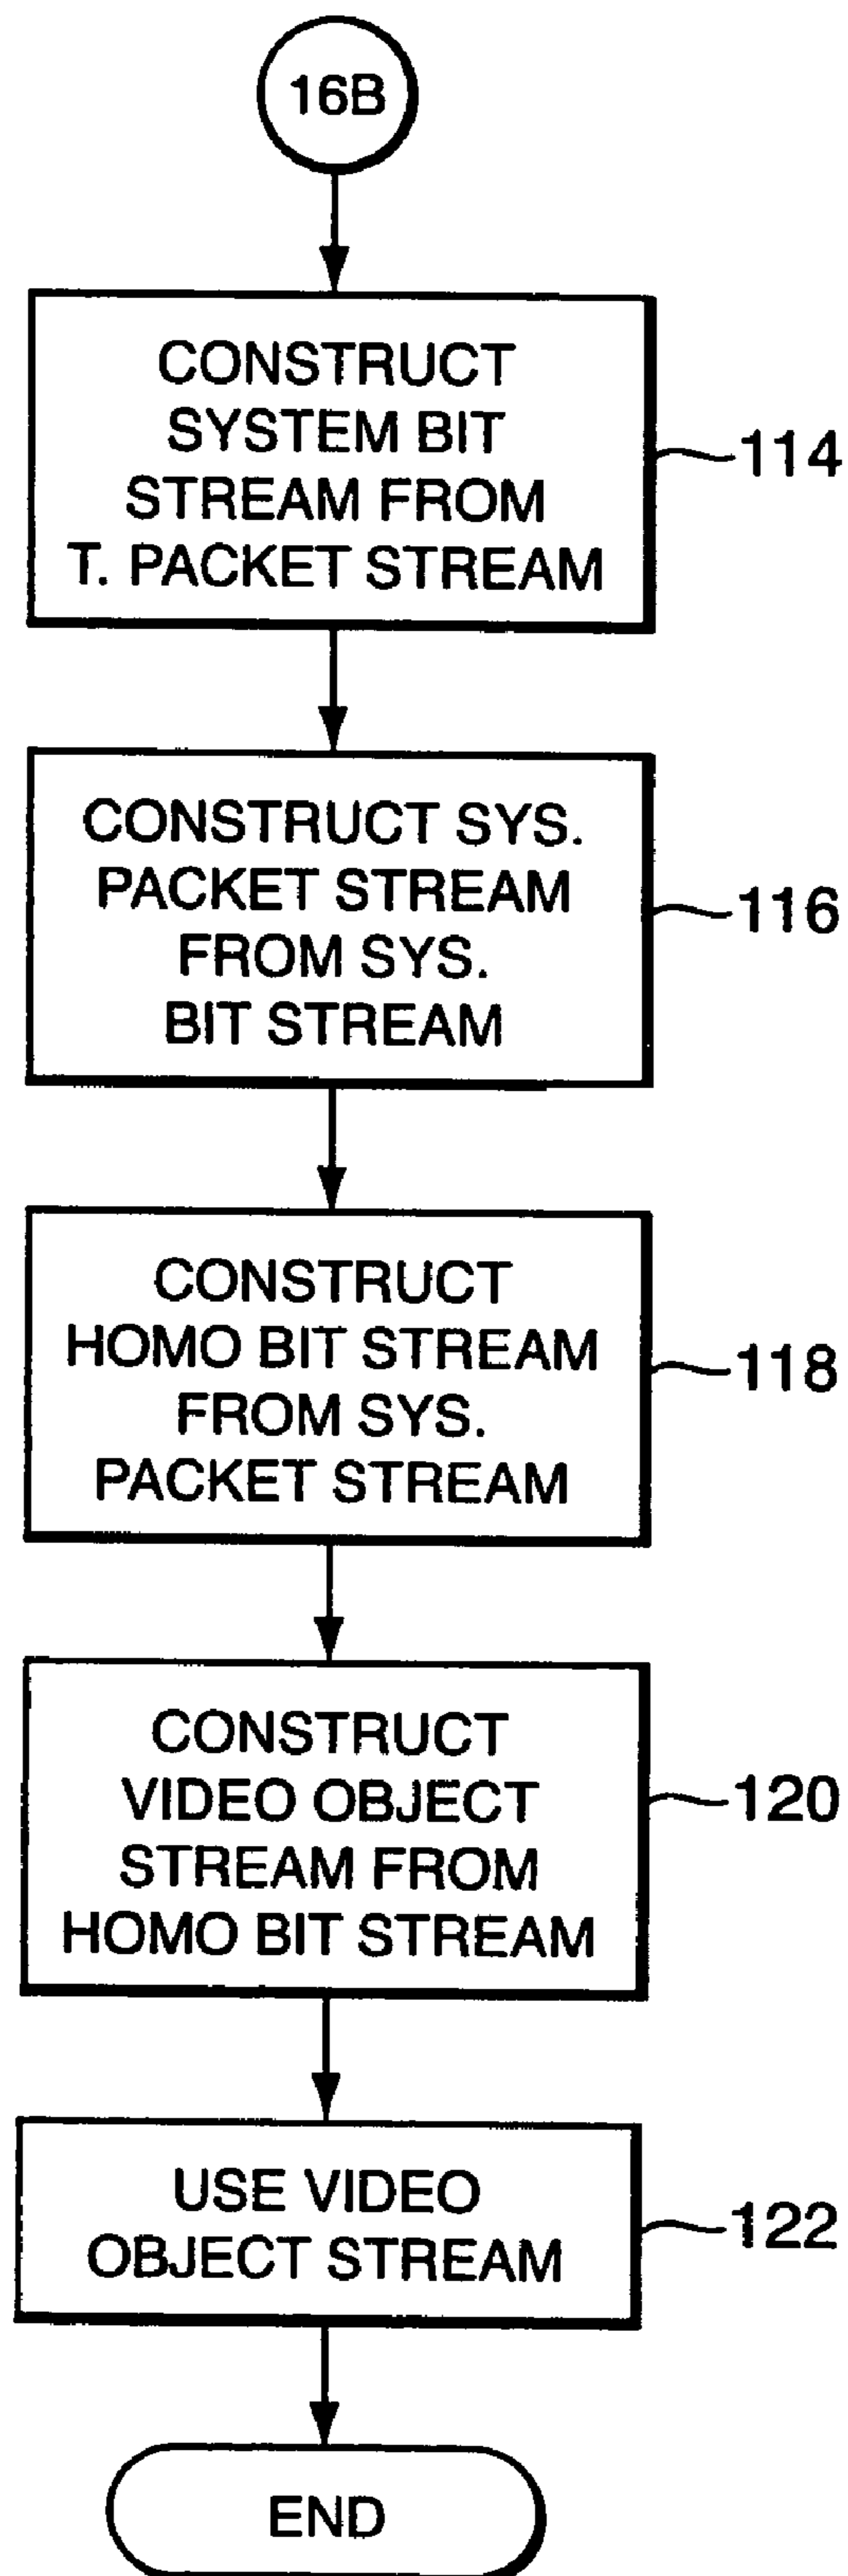 16B
CONSTRUCT
SYSTEM BIT
STREAM FROM
T. PACKET STREAM
114
CONSTRUCT SYS.
PACKET STREAM
FROM SYS.
BIT STREAM
116
CONSTRUCT
HOMO BIT STREAM
FROM SYS.
PACKET STREAM
118
CONSTRUCT
VIDEO OBJECT
STREAM FROM
HOMO BIT STREAM
120
USE VIDEO
OBJECT STREAM
122
END